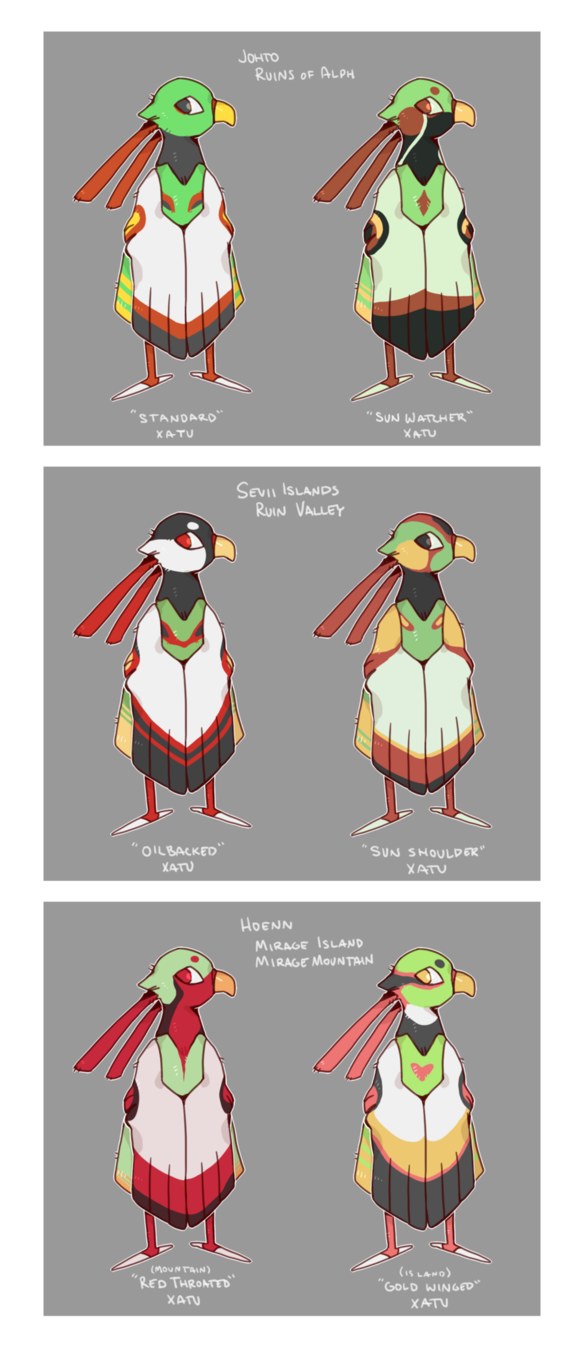 JOHTO
RUINS OF ALPH
"STANDARD"
XATU
"SUN WATCHER"
XATU
SEVII ISLANDS
RUIN VALLEY
"OILBACKED"
XATU
"SUN SHOULDER"
XATU
HOENN
MIRAGE ISLAND
MIRAGE MOUNTAIN
(MOUNTAIN)
"RED THROATED"
XATU
(ISLAND)
"GOLD WINGED"
XATU